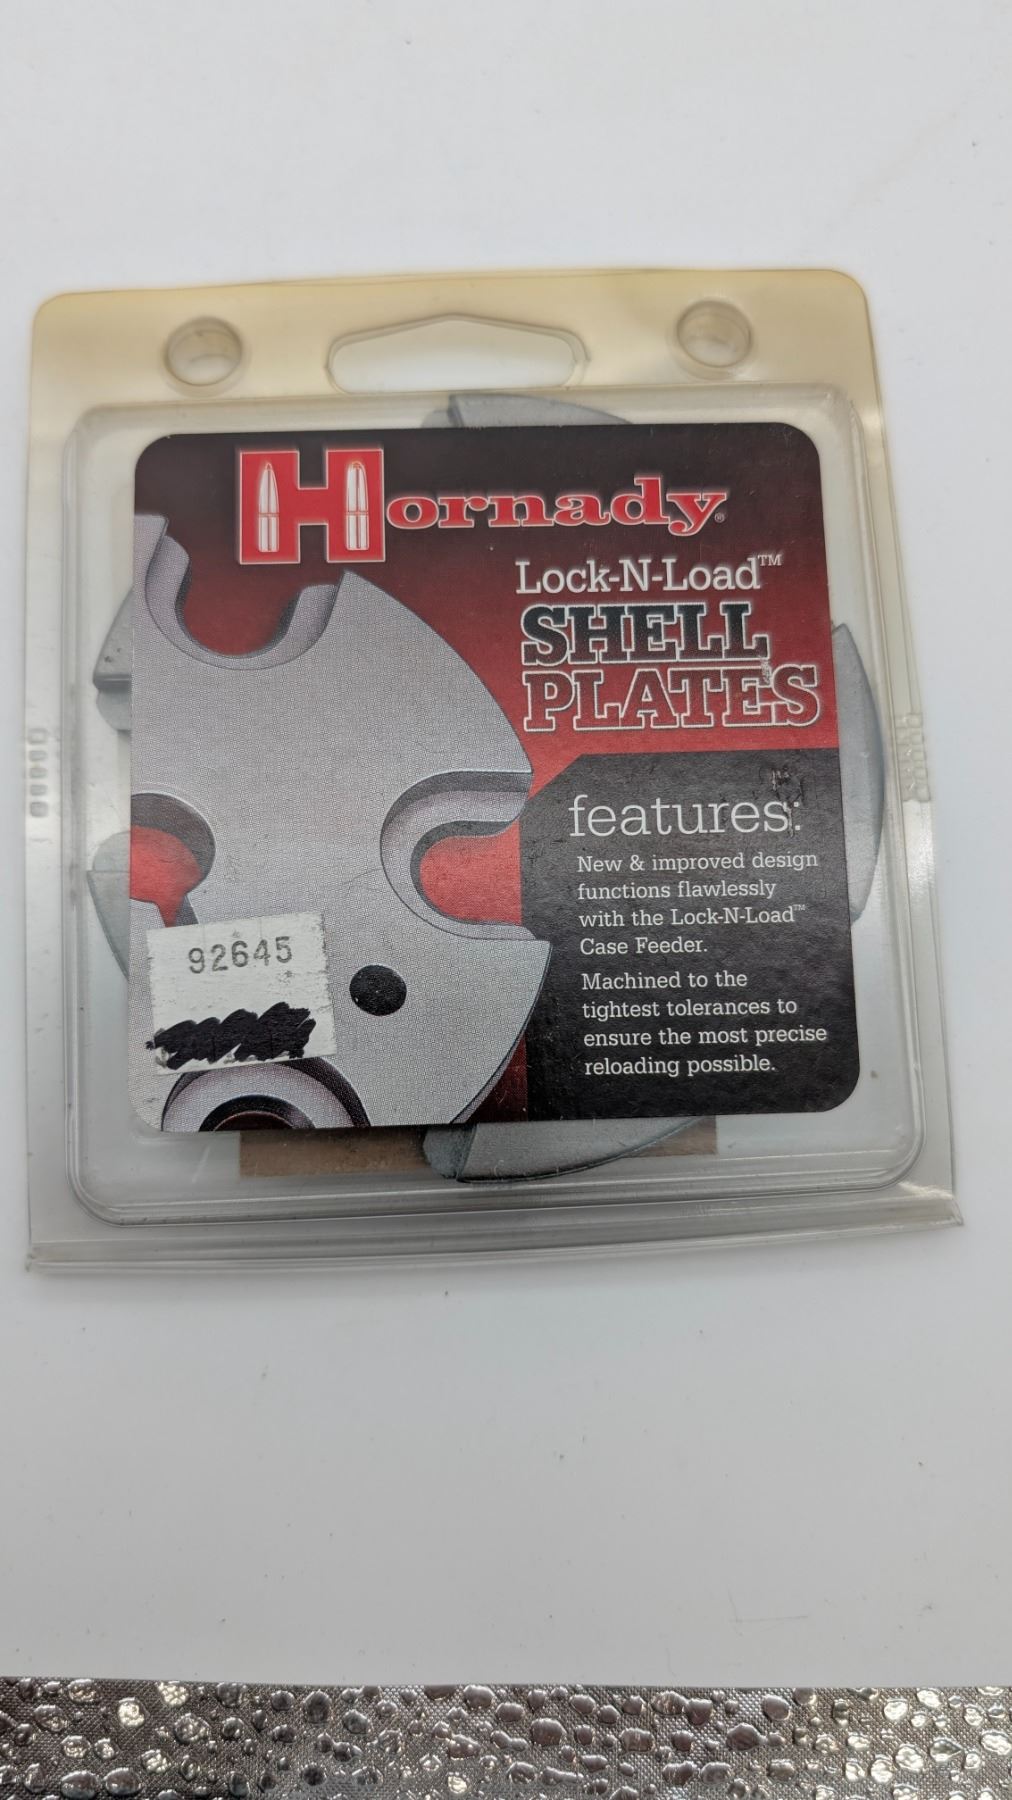 Hornady®
Lock-N-Load™
SHELL
PLATES
features:
New & improved design
functions flawlessly
with the Lock-N-Load™
Case Feeder.
Machined to the
tightest tolerances to
ensure the most precise
reloading possible.
92645